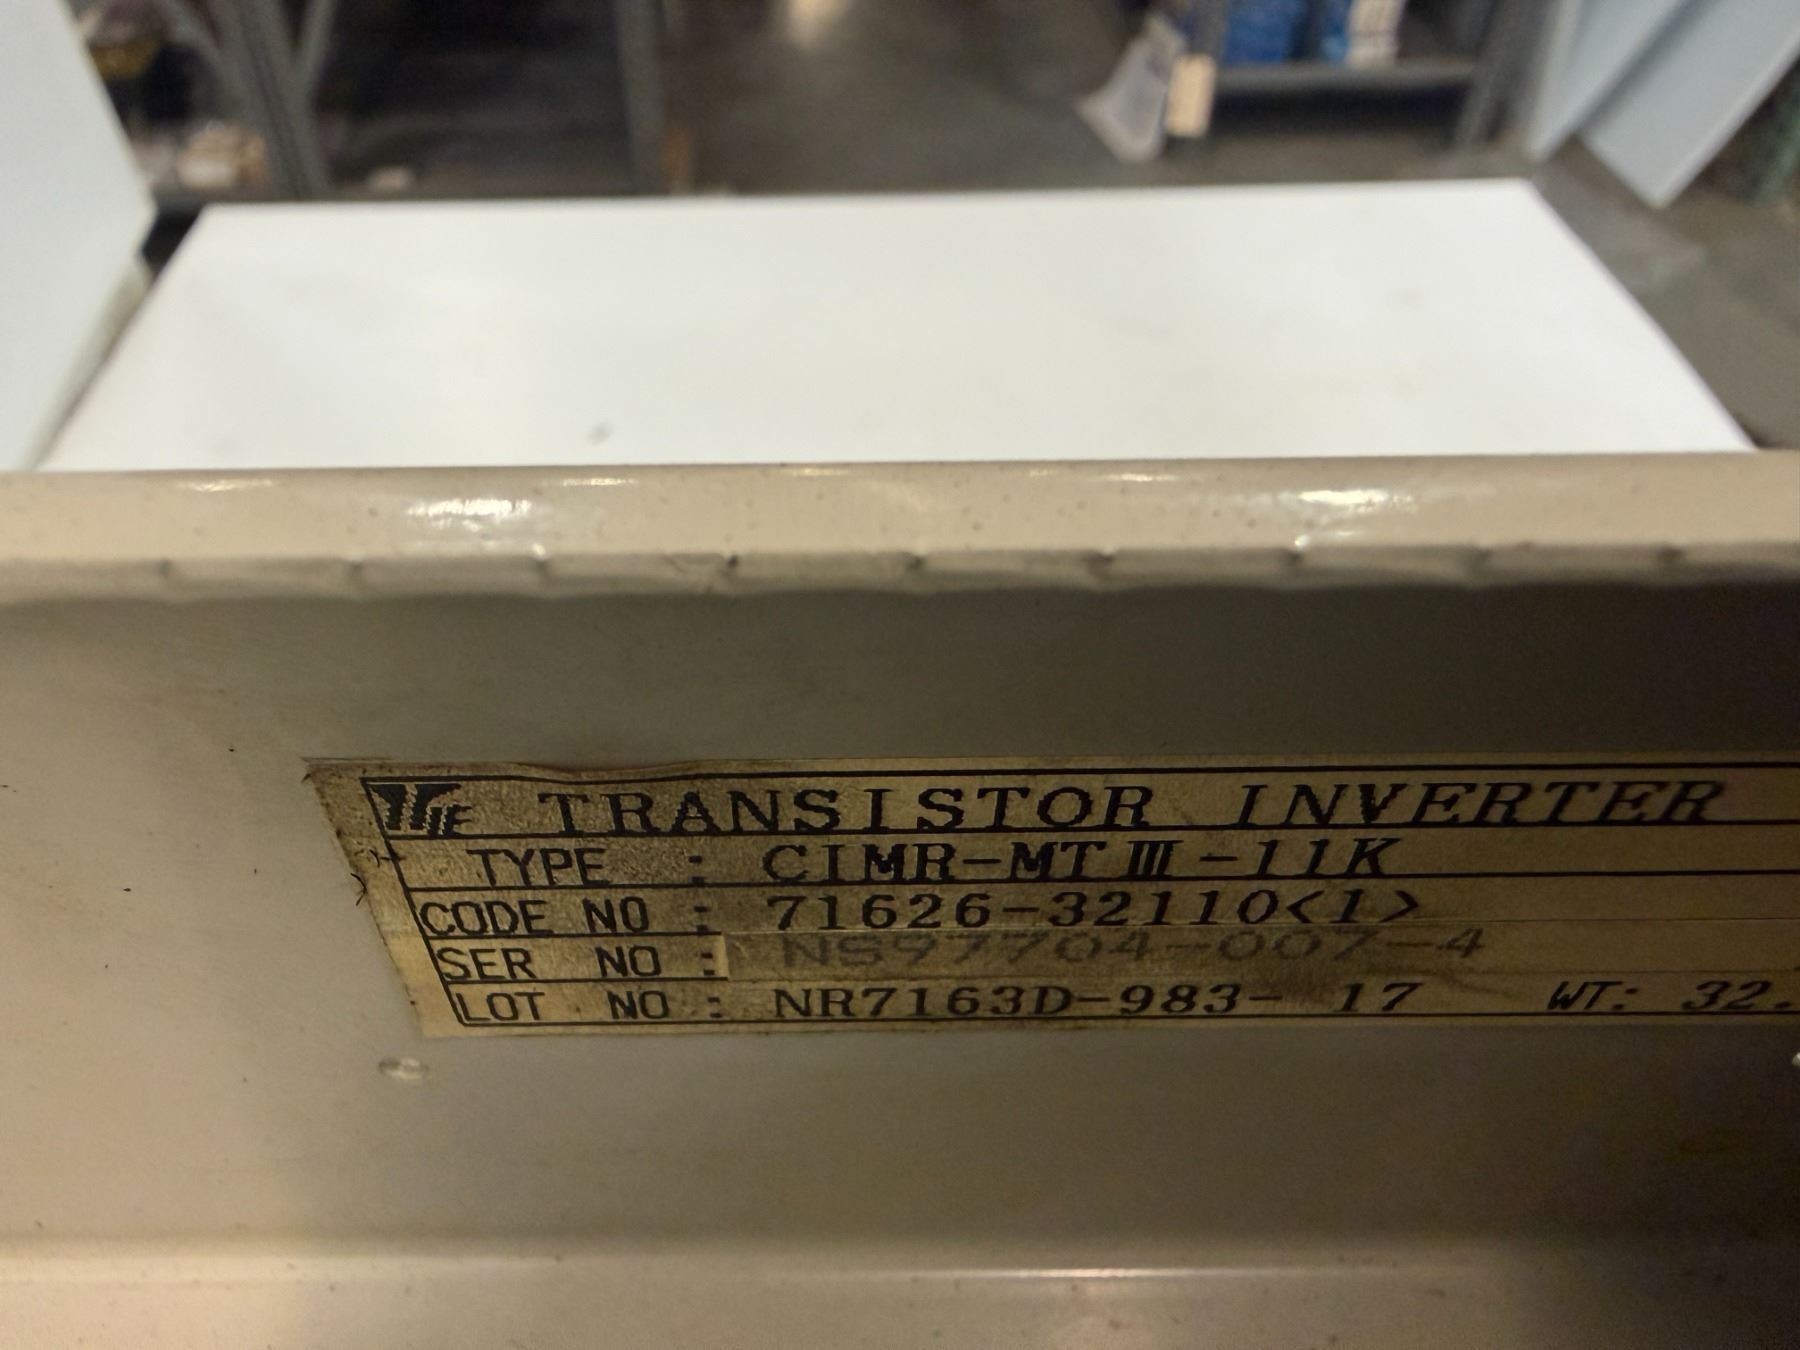 TRANSISTOR INVERTER
TYPE : CIMR-MTⅢ-11K
CODE NO : 71626-32110<1>
SER NO : NS97704-007-4
LOT NO : NR7163D-983- 17 WT: 32.